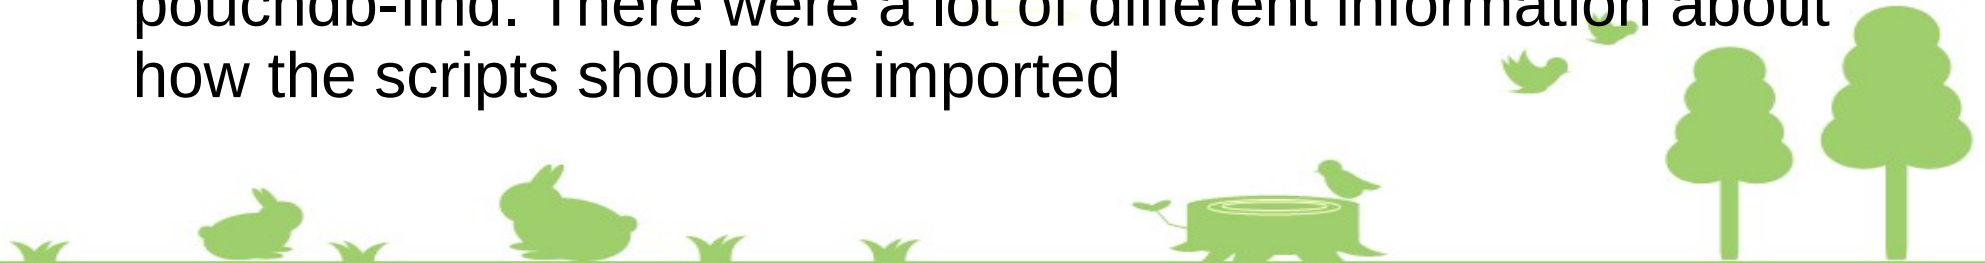 pouchdb-find. There were a lot of different information about
how the scripts should be imported